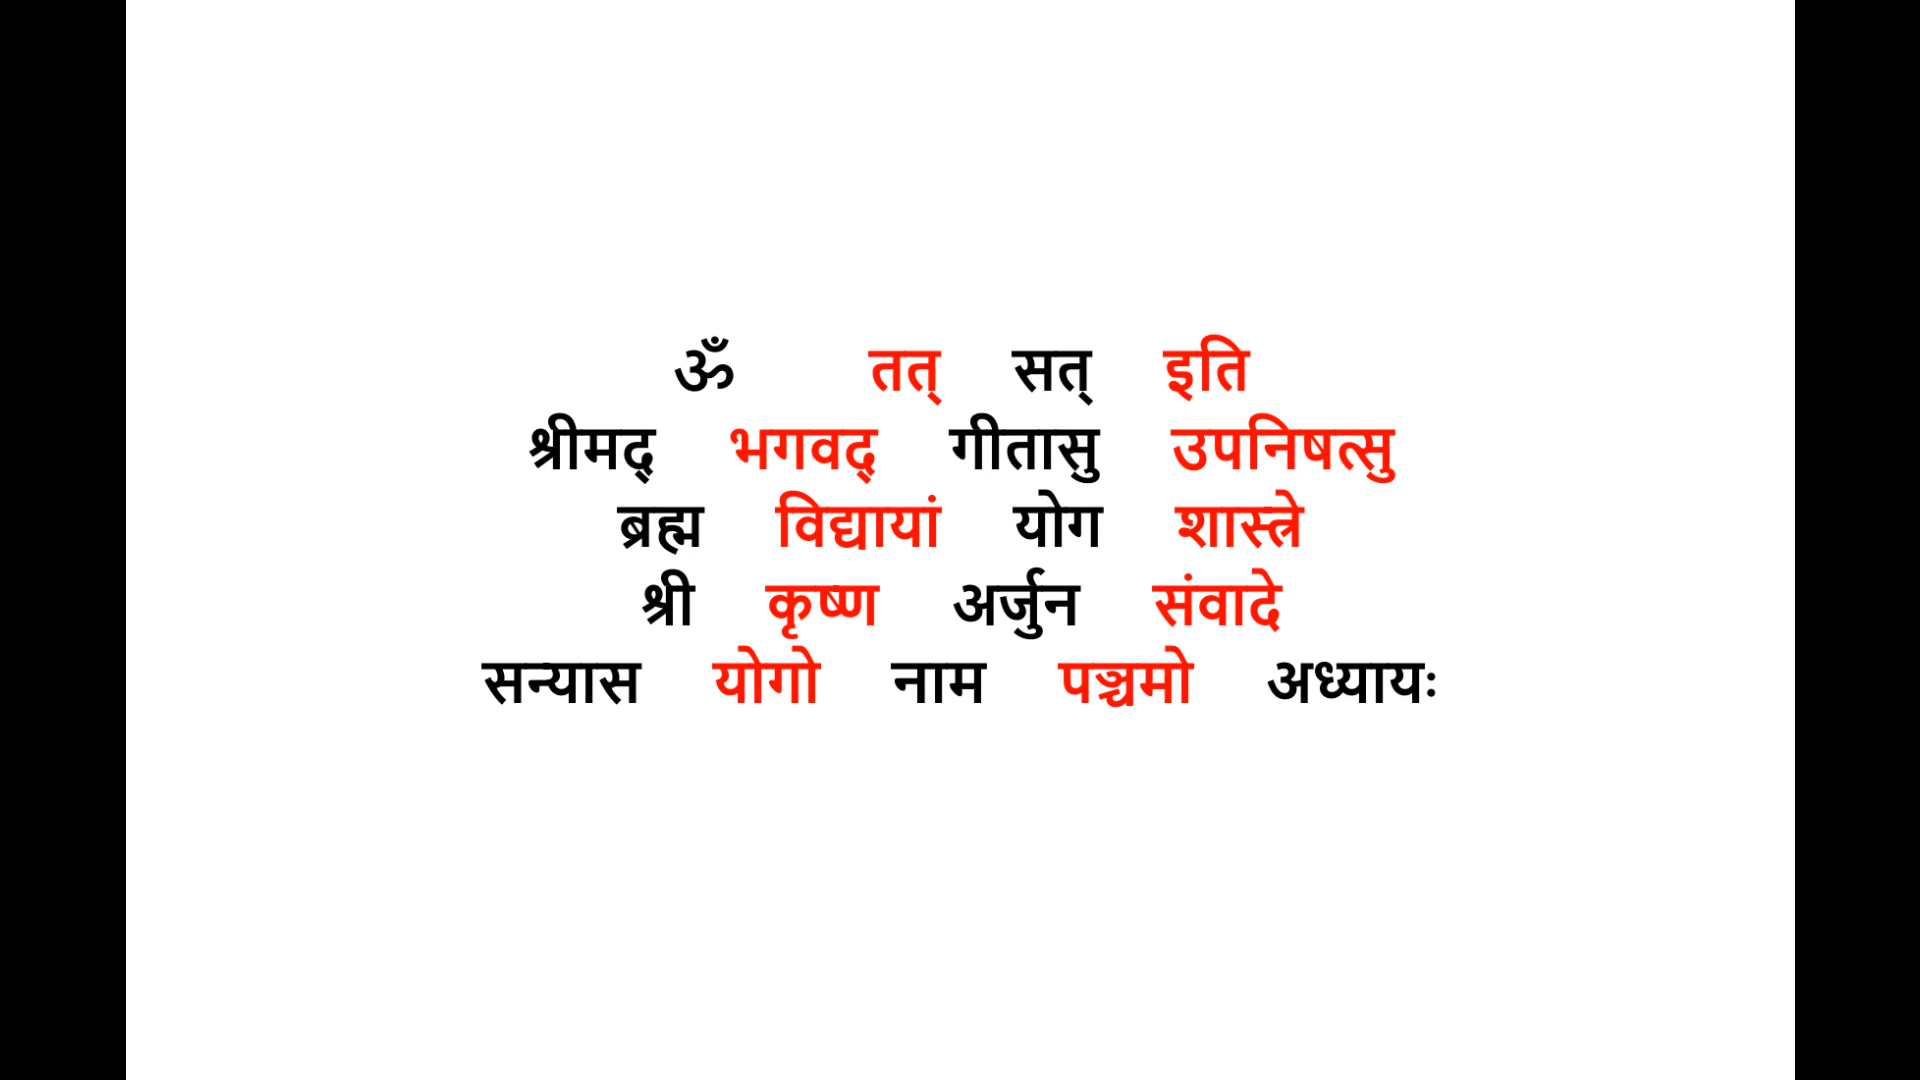 ॐ तत् सत् इति
श्रीमद् भगवद् गीतासु उपनिषत्सु
ब्रह्म विद्यायां योग शास्त्रे
श्री कृष्ण अर्जुन संवादे
सन्यास योगो नाम पञ्चमो अध्यायः